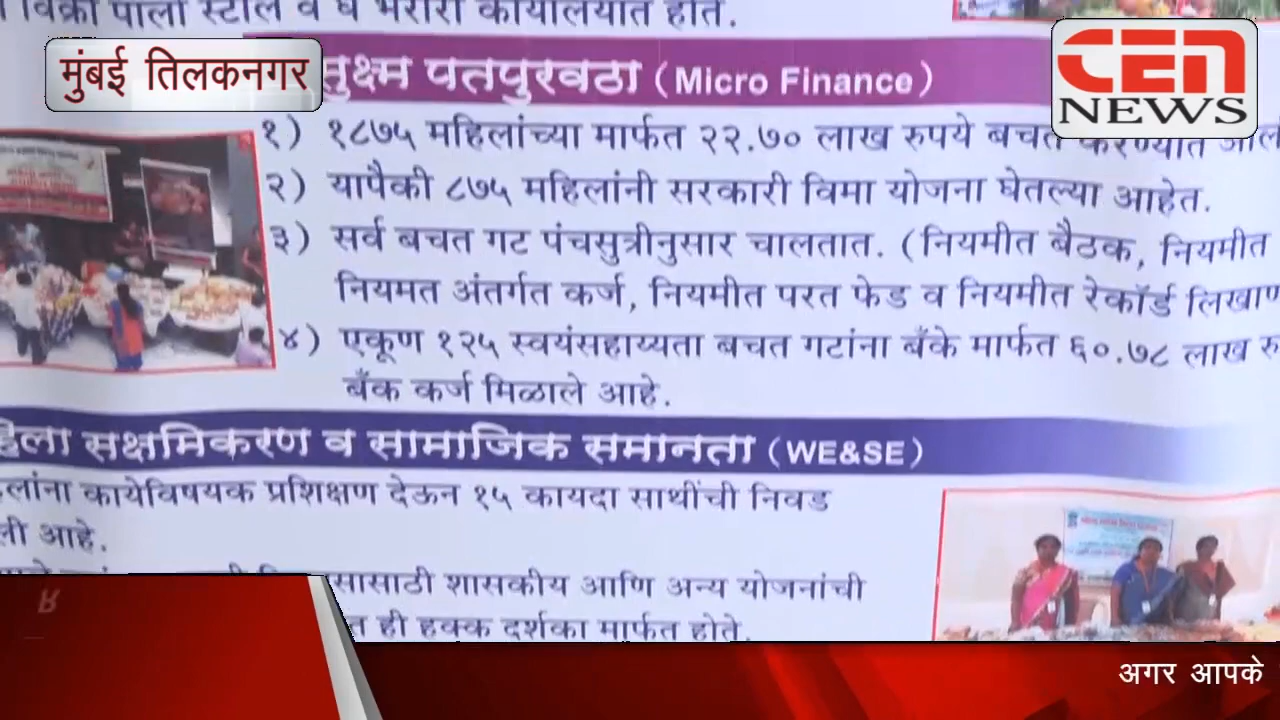 विक्री पाली स्टॉल व घे भरारी कार्यालयात होते.
मुंबई तिलकनगर
CEN
NEWS
सुक्ष्म पतपुरवठा (Micro Finance)
१) १८७५ महिलांच्या मार्फत २२.७० लाख रुपये बचत करण्यात आल
२) यापैकी ८७५ महिलांनी सरकारी विमा योजना घेतल्या आहेत.
३) सर्व बचत गट पंचसुत्रीनुसार चालतात. (नियमीत बैठक, नियमीत
नियमत अंतर्गत कर्ज, नियमीत परत फेड व नियमीत रेकॉर्ड लिखाण
४) एकूण १२५ स्वयंसहाय्यता बचत गटांना बँके मार्फत ६०.७८ लाख रु
बँक कर्ज मिळाले आहे.
हिला सक्षमिकरण व सामाजिक समानता (WE&SE)
लांना कायेविषयक प्रशिक्षण देऊन १५ कायदा साथींची निवड
ली आहे.
सासाठी शासकीय आणि अन्य योजनांची
त ही हक्क दर्शका मार्फत होते.
अगर आपके